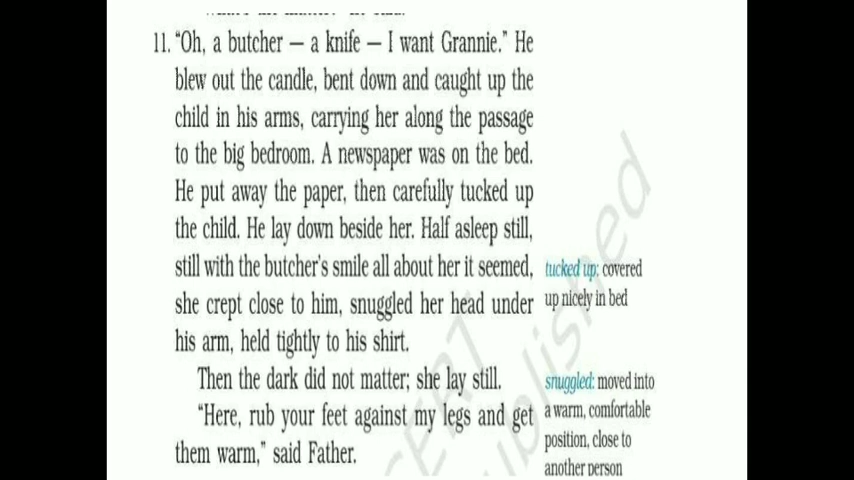 11. “Oh, a butcher — a knife — I want Grannie.” He
blew out the candle, bent down and caught up the
child in his arms, carrying her along the passage
to the big bedroom. A newspaper was on the bed.
He put away the paper, then carefully tucked up
the child. He lay down beside her. Half asleep still,
still with the butcher's smile all about her it seemed,
she crept close to him, snuggled her head under
his arm, held tightly to his shirt.
Then the dark did not matter; she lay still.
“Here, rub your feet against my legs and get
them warm,” said Father.
tucked up: covered
up nicely in bed
snuggled: moved into
a warm, comfortable
position, close to
another person